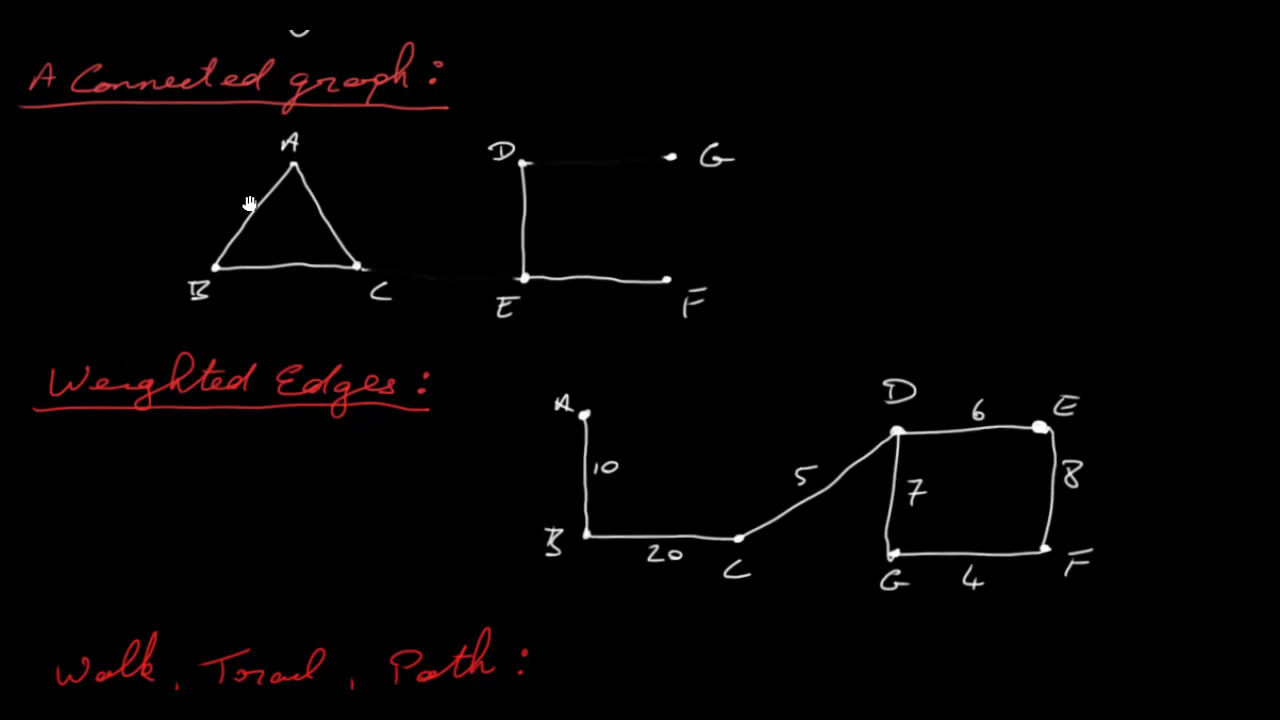 A Connected graph:
A
D G
B C E F
Weighted Edges:
D
A 6 E
10 5 7 8
B 20 C
G 4 F
Walk, Trail, Path: